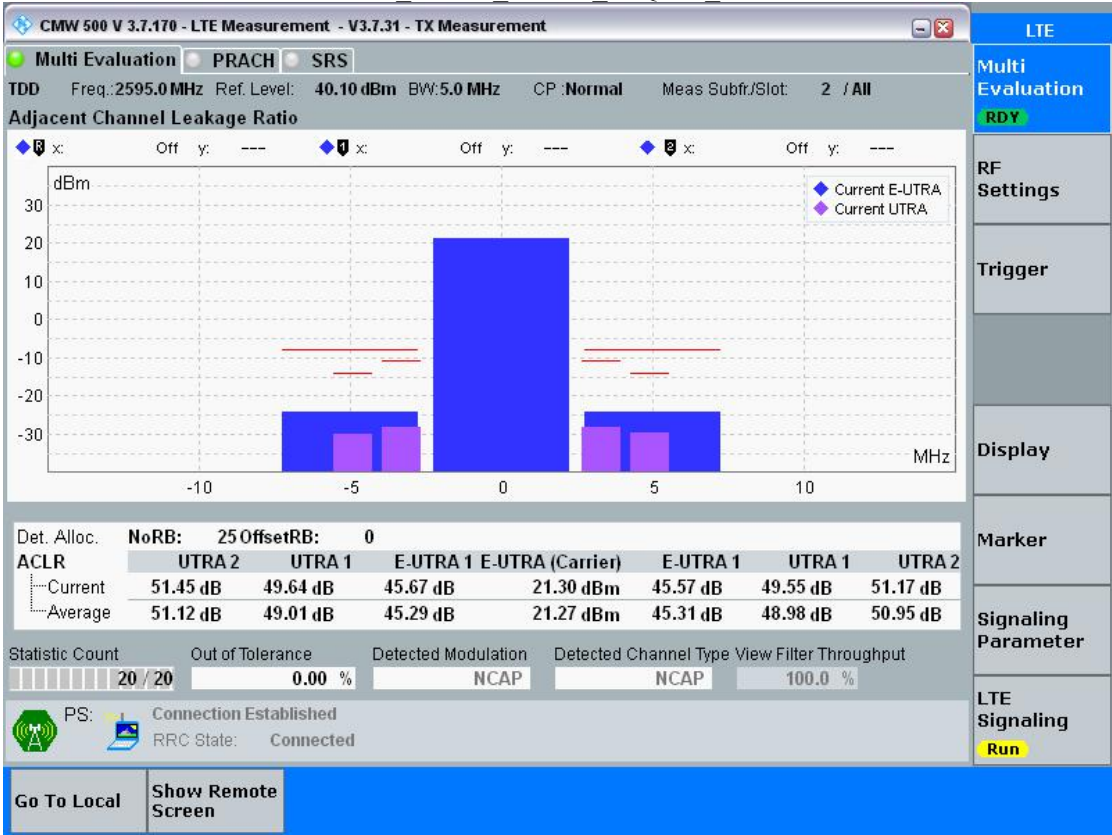 CMW 500 V 3.7.170 - LTE Measurement - V3.7.31 - TX Measurement
LTE
Multi Evaluation PRACH SRS
Multi Evaluation
RDY
TDD Freq.:2595.0 MHz Ref. Level: 40.10 dBm BW:5.0 MHz CP :Normal Meas Subfr./Slot: 2 / All
Adjacent Channel Leakage Ratio
R x: Off y: --- 1 x: Off y: --- 2 x: Off y: ---
dBm
Current E-UTRA
Current UTRA
30
20
10
0
-10
-20
-30
MHz
-10 -5 0 5 10
RF Settings
Trigger
Display
Marker
Signaling Parameter
LTE Signaling
Run
Det. Alloc. NoRB: 25 OffsetRB: 0
ACLR UTRA 2 UTRA 1 E-UTRA 1 E-UTRA (Carrier) E-UTRA 1 UTRA 1 UTRA 2
Current 51.45 dB 49.64 dB 45.67 dB 21.30 dBm 45.57 dB 49.55 dB 51.17 dB
Average 51.12 dB 49.01 dB 45.29 dB 21.27 dBm 45.31 dB 48.98 dB 50.95 dB
Statistic Count Out of Tolerance Detected Modulation Detected Channel Type View Filter Throughput
20 / 20 0.00 % NCAP NCAP 100.0 %
PS: Connection Established
RRC State: Connected
Go To Local
Show Remote Screen